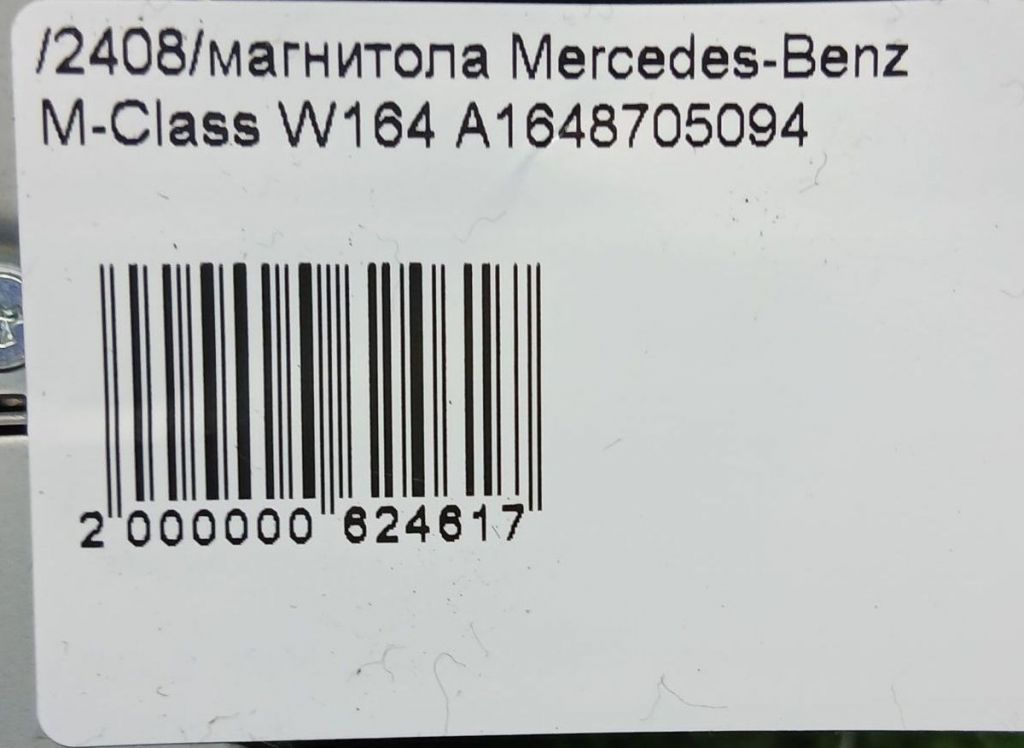 /2408/магнитола Mercedes-Benz
M-Class W164 A1648705094
2 000000 624617